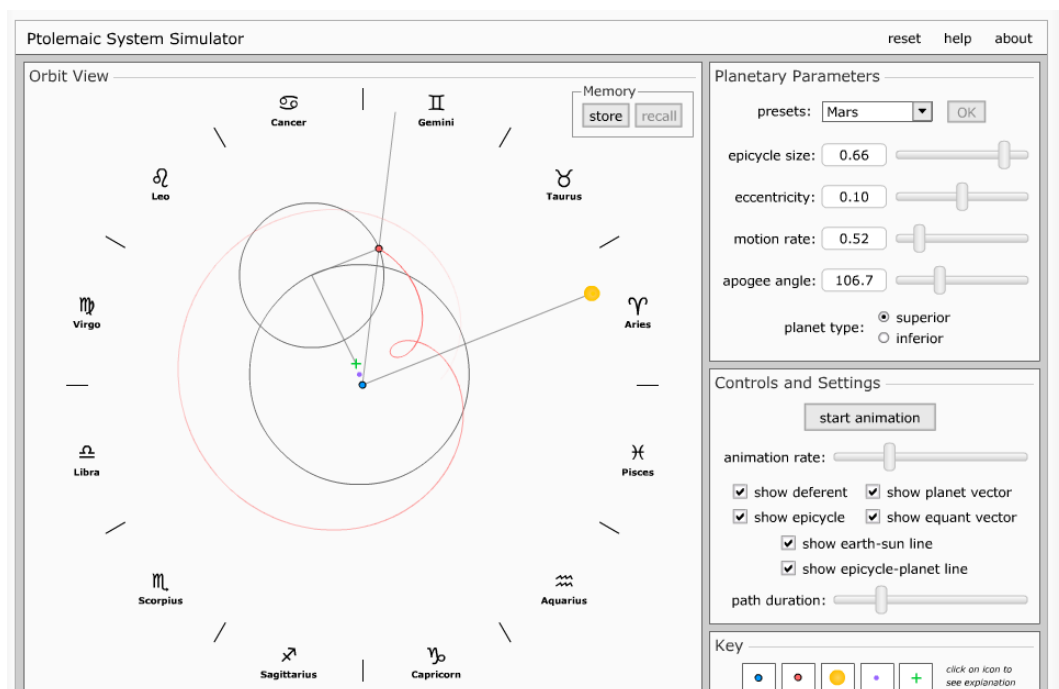 Ptolemaic System Simulator
reset help about
Orbit View
Memory
store recall
Cancer
Gemini
Leo
Taurus
Virgo
Aries
Libra
Pisces
Scorpius
Aquarius
Sagittarius
Capricorn
Planetary Parameters
presets: Mars OK
epicycle size: 0.66
eccentricity: 0.10
motion rate: 0.52
apogee angle: 106.7
planet type: superior
inferior
Controls and Settings
start animation
animation rate:
show deferent show planet vector
show epicycle show equant vector
show earth-sun line
show epicycle-planet line
path duration:
Key
click on icon to
see explanation